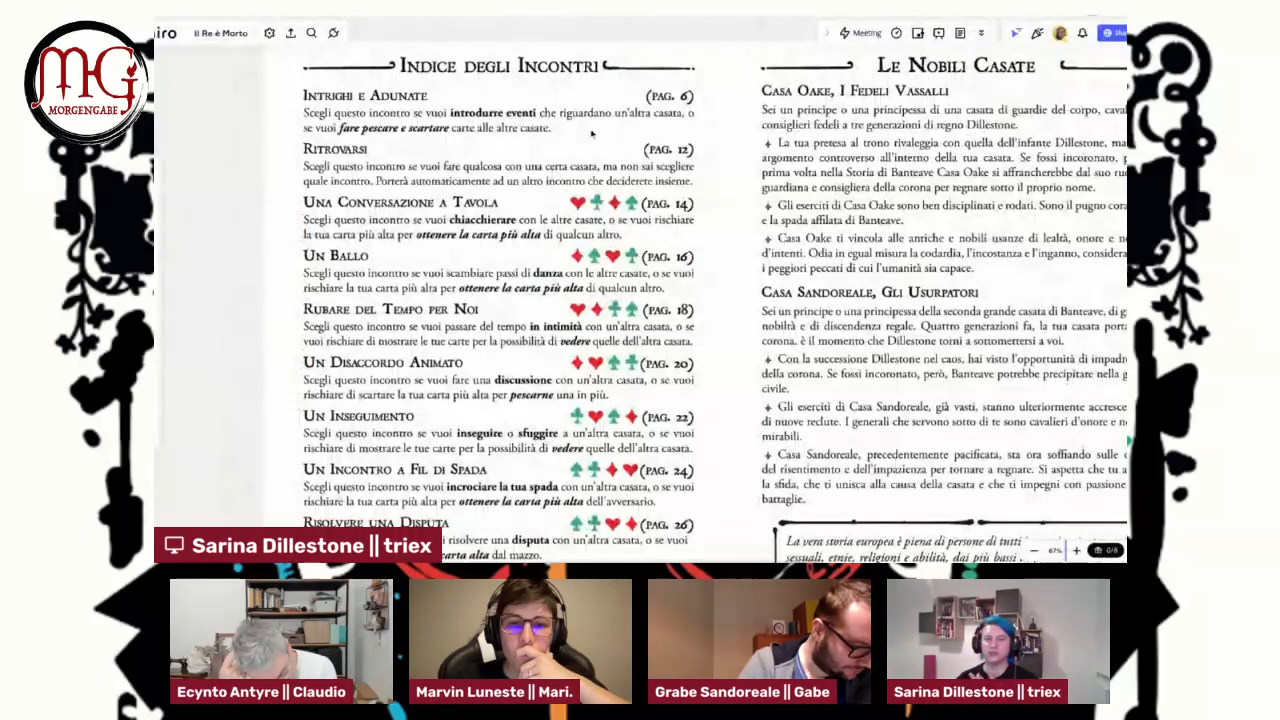 MG
MORGENGABE
iro
Il Re è Morto
Meeting
Sha
Indice degli Incontri
Intrighi e Adunate (pag. 6)
Scegli questo incontro se vuoi introdurre eventi che riguardano un'altra casata, o
se vuoi fare pescare e scartare carte alle altre casate.
Ritrovarsi (pag. 12)
Scegli questo incontro se vuoi fare qualcosa con una certa casata, ma non sai scegliere
quale incontro. Porterà automaticamente ad un altro incontro che deciderete insieme.
Una Conversazione a Tavola ♥ ♣ ♦ ♠ (pag. 14)
Scegli questo incontro se vuoi chiacchierare con le altre casate, o se vuoi rischiare
la tua carta più alta per ottenere la carta più alta di qualcun altro.
Un Ballo ♦ ♠ ♥ ♣ (pag. 16)
Scegli questo incontro se vuoi scambiare passi di danza con le altre casate, o se vuoi
rischiare la tua carta più alta per ottenere la carta più alta di qualcun altro.
Rubare del Tempo per Noi ♥ ♦ ♣ ♠ (pag. 18)
Scegli questo incontro se vuoi passare del tempo in intimità con un'altra casata, o se
vuoi rischiare di mostrare le tue carte per la possibilità di vedere quelle dell'altra casata.
Un Disaccordo Animato ♦ ♥ ♠ ♣ (pag. 20)
Scegli questo incontro se vuoi fare una discussione con un'altra casata, o se vuoi
rischiare di scartare la tua carta più alta per pescarne una in più.
Un Inseguimento ♣ ♥ ♠ ♦ (pag. 22)
Scegli questo incontro se vuoi inseguire o sfuggire a un'altra casata, o se vuoi
rischiare di mostrare le tue carte per la possibilità di vedere quelle dell'altra casata.
Un Incontro a Fil di Spada ♠ ♣ ♦ ♥ (pag. 24)
Scegli questo incontro se vuoi incrociare la tua spada con un'altra casata, o se vuoi
rischiare la tua carta più alta per ottenere la carta più alta dell'avversario.
Risolvere una Disputa ♠ ♣ ♥ ♦ (pag. 26)
i risolvere una disputa con un'altra casata, o se vuoi
carta alta dal mazzo.
Le Nobili Casate
Casa Oake, I Fedeli Vassalli
Sei un principe o una principessa di una casata di guardie del corpo, caval
consiglieri fedeli a tre generazioni di regno Dillestone.
La tua pretesa al trono rivaleggia con quella dell'infante Dillestone, ma
argomento controverso all'interno della tua casata. Se fossi incoronato, p
prima volta nella Storia di Banteave Casa Oake si affrancherebbe dal suo ruo
guardiana e consigliera della corona per regnare sotto il proprio nome.
Gli eserciti di Casa Oake sono ben disciplinati e rodati. Sono il pugno cora
e la spada affilata di Banteave.
Casa Oake ti vincola alle antiche e nobili usanze di lealtà, onore e n
d'intenti. Odia in egual misura la codardia, l'incostanza e l'inganno, considera
i peggiori peccati di cui l'umanità sia capace.
Casa Sandoreale, Gli Usurpatori
Sei un principe o una principessa della seconda grande casata di Banteave, di g
nobiltà e di discendenza regale. Quattro generazioni fa, la tua casata porta
corona. è il momento che Dillestone torni a sottomettersi a voi.
Con la successione Dillestone nel caos, hai visto l'opportunità di impadr
della corona. Se fossi incoronato, però, Banteave potrebbe precipitare nella g
civile.
Gli eserciti di Casa Sandoreale, già vasti, stanno ulteriormente accresce
di nuove reclute. I generali che servono sotto di te sono cavalieri d'onore e n
mirabili.
Casa Sandoreale, precedentemente pacificata, sta ora soffiando sulle
del risentimento e dell'impazienza per tornare a regnare. Si aspetta che tu a
la sfida, che ti unisca alla causa della casata e che ti impegni con passione
battaglie.
La vera storia europea è piena di persone di tutti
sessuali, etnie, religioni e abilità, dai più bassi
67%
0/8
Sarina Dillestone || triex
Ecynto Antyre || Claudio
Marvin Luneste || Mari.
Grabe Sandoreale || Gabe
Sarina Dillestone || triex